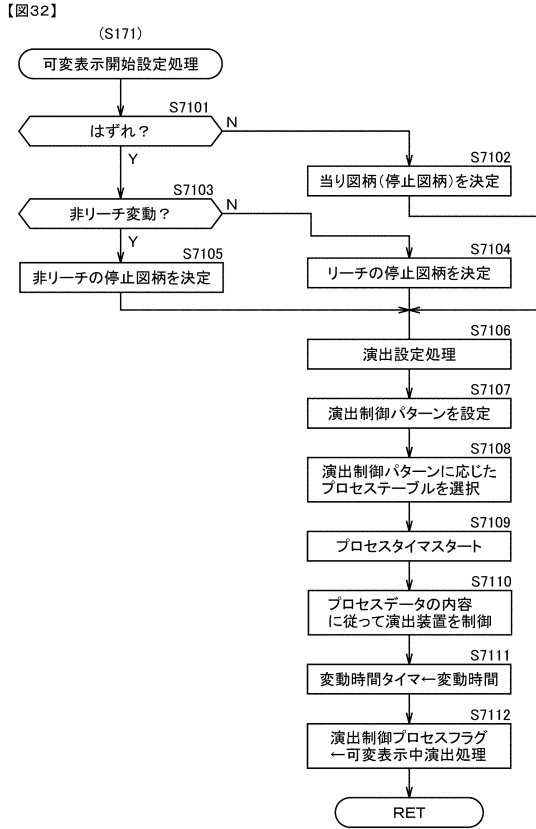 【図32】
(S171)
可変表示開始設定処理
S7101
はずれ？
N
Y
S7102
当り図柄(停止図柄)を決定
S7103
非リーチ変動？
N
Y
S7105
非リーチの停止図柄を決定
S7104
リーチの停止図柄を決定
S7106
演出設定処理
S7107
演出制御パターンを設定
S7108
演出制御パターンに応じた
プロセステーブルを選択
S7109
プロセスタイマスタート
S7110
プロセスデータの内容
に従って演出装置を制御
S7111
変動時間タイマ←変動時間
S7112
演出制御プロセスフラグ
←可変表示中演出処理
RET